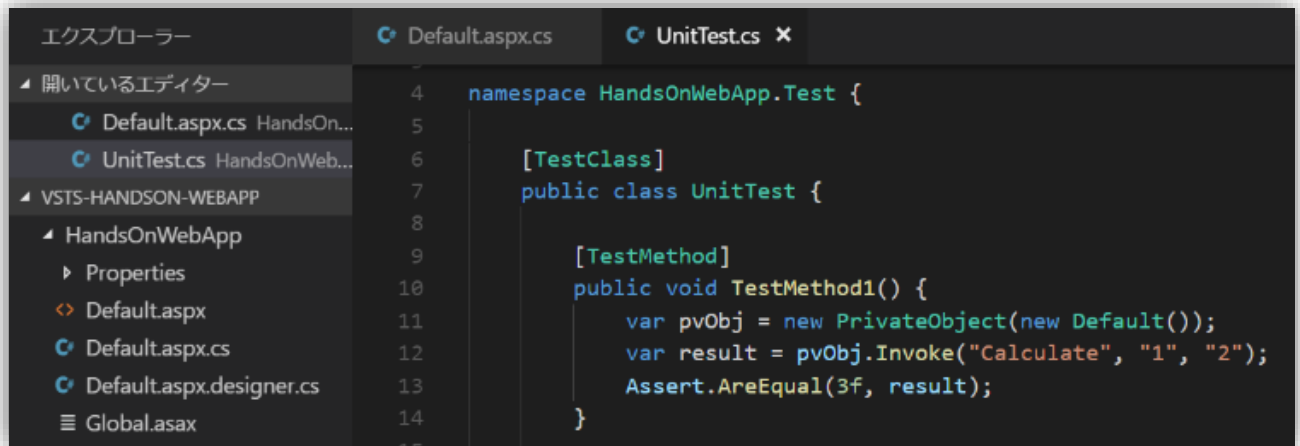 エクスプローラー
開いているエディター
Default.aspx.cs HandsOn...
UnitTest.cs HandsOnWeb...
VSTS-HANDSON-WEBAPP
HandsOnWebApp
Properties
Default.aspx
Default.aspx.cs
Default.aspx.designer.cs
Global.asax
Default.aspx.cs
UnitTest.cs
4 namespace HandsOnWebApp.Test {
5
6 [TestClass]
7 public class UnitTest {
8
9 [TestMethod]
10 public void TestMethod1() {
11 var pvObj = new PrivateObject(new Default());
12 var result = pvObj.Invoke("Calculate", "1", "2");
13 Assert.AreEqual(3f, result);
14 }